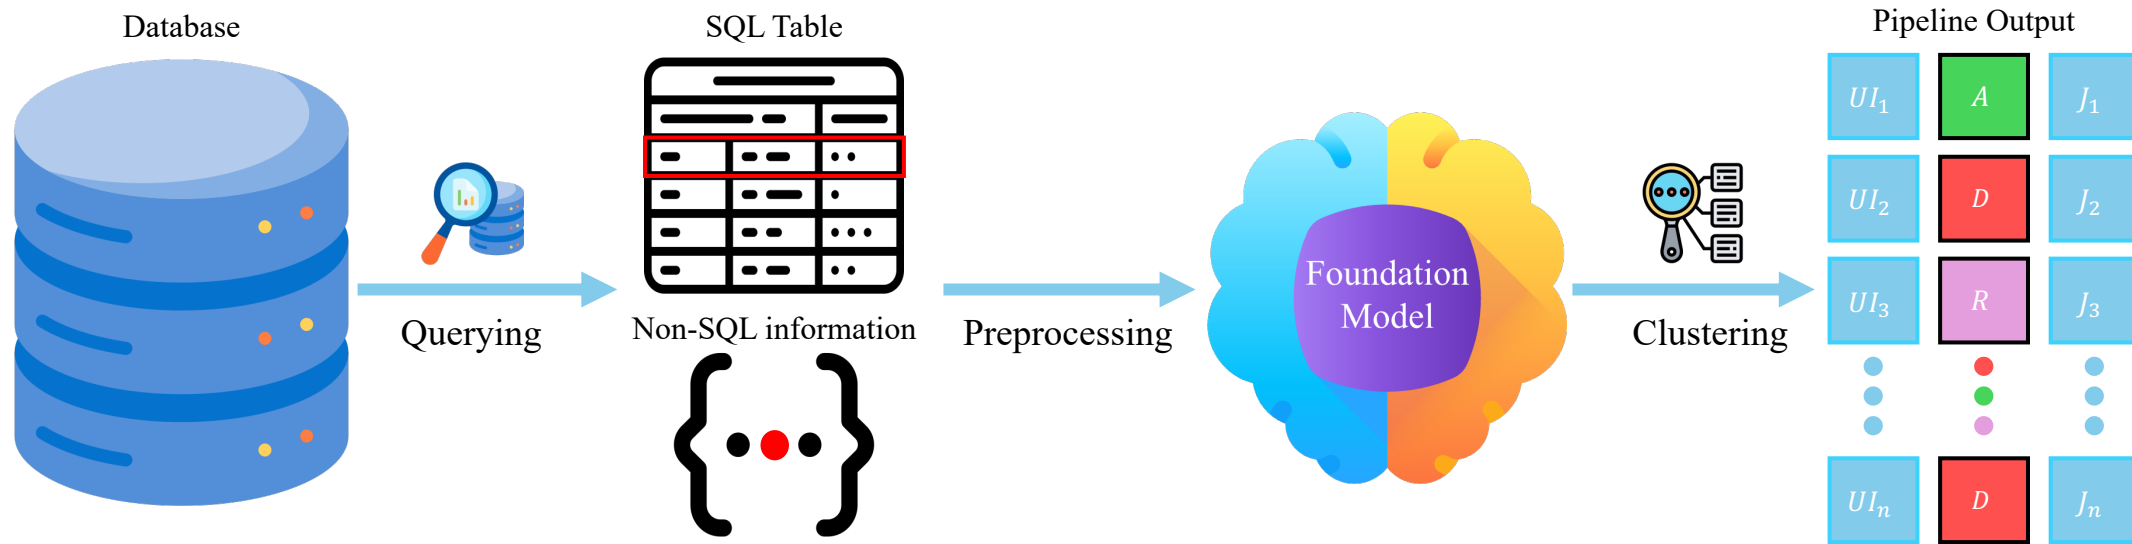 Database
SQL Table
Pipeline Output
Querying
Non-SQL information
Preprocessing
Foundation
Model
Clustering
UI₁ A J₁
UI₂ D J₂
UI₃ R J₃
UIₙ D Jₙ